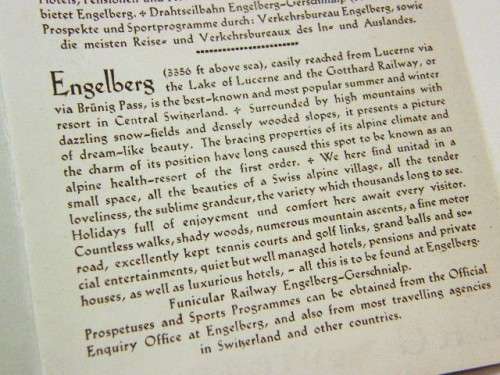 Hotels, Pensionen und
bietet Engelberg. + Drahtseilbahn Engelberg-Gerschnialp
Prospekte und Sportprogramme durch: Verkehrsbureau Engelberg, sowie
die meisten Reise- und Verkehrsbureaux des In- und Auslandes.
Engelberg (3356 ft above sea), easily reached from Lucerne via
the Lake of Lucerne and the Gotthard Railway, or
via Brünig Pass, is the best-known and most popular summer and winter
resort in Central Switzerland. + Surrounded by high mountains with
dazzling snow-fields and densely wooded slopes, it presents a picture
of dream-like beauty. The bracing properties of its alpine climate and
the charm of its position have long caused this spot to be known as an
alpine health-resort of the first order. + We here find unitad in a
small space, all the beauties of a Swiss alpine village, all the tender
loveliness, the sublime grandeur, the variety which thousands long to see.
Holidays full of enjoyement und comfort here await every visitor.
Countless walks, shady woods, numerous mountain ascents, a fine motor
road, excellently kept tennis courts and golf links, grand balls and so-
cial entertainments, quiet but well managed hotels, pensions and private
houses, as well as luxurious hotels, - all this is to be found at Engelberg.
Funicular Railway Engelberg-Gerschnialp.
Prospetuses and Sports Programmes can be obtained from the Official
Enquiry Office at Engelberg, and also from most travelling agencies
in Switzerland and other countries.